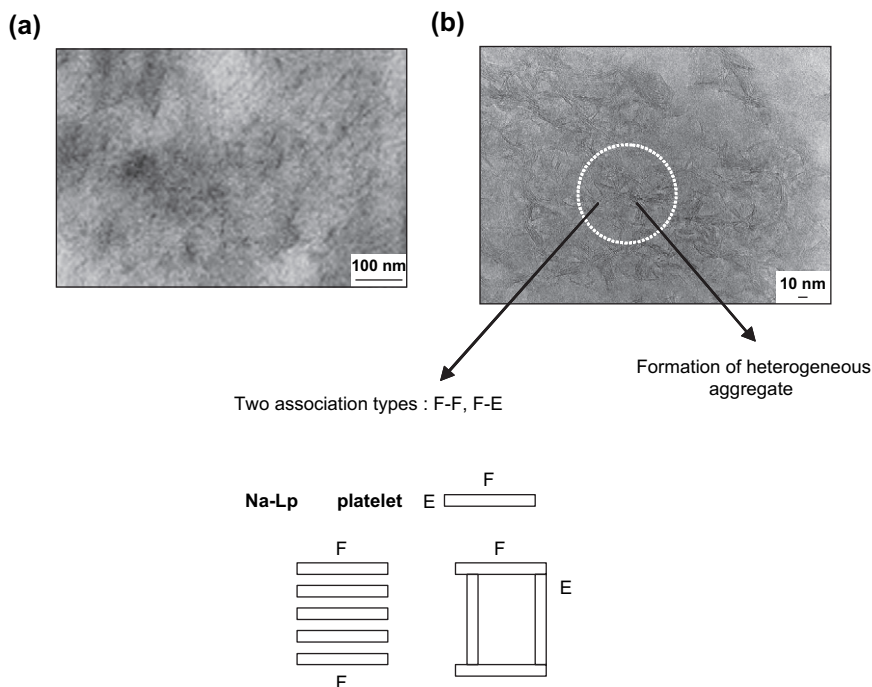 (a)
(b)
100 nm
10 nm
Formation of heterogeneous
aggregate
Two association types : F-F, F-E
F
Na-Lp platelet E
F
F
E
F